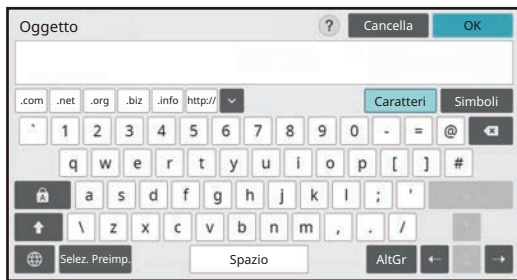 Oggetto ? Cancella OK
.com .net .org .biz .info http:// Caratteri Simboli
` 1 2 3 4 5 6 7 8 9 0 - = @
q w e r t y u i o p [ ] #
A a s d f g h j k l ; '
\ z x c v b n m , . /
Selez. Preimp. Spazio AltGr